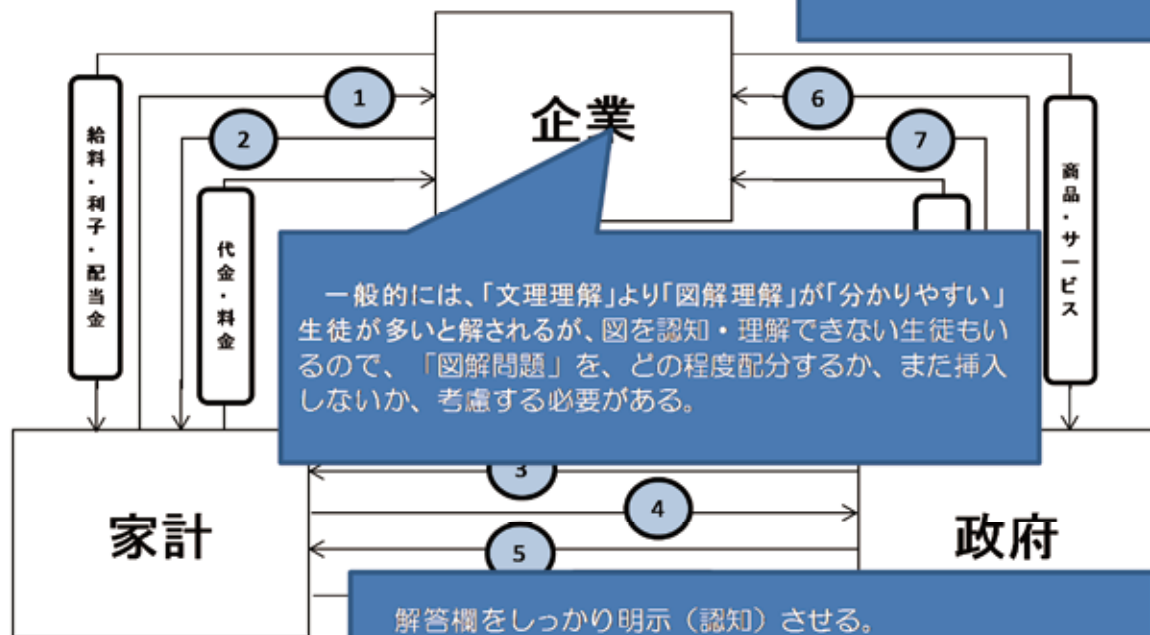 企業
1
2
6
7
給料・利子・配当金
代金・料金
商品・サービス
一般的には、「文理理解」より「図解理解」が「分かりやすい」
生徒が多いと解されるが、図を認知・理解できない生徒もい
るので、「図解問題」を、どの程度配分するか、また挿入
しないか、考慮する必要がある。
3
4
5
家計
政府
解答欄をしっかり明示（認知）させる。